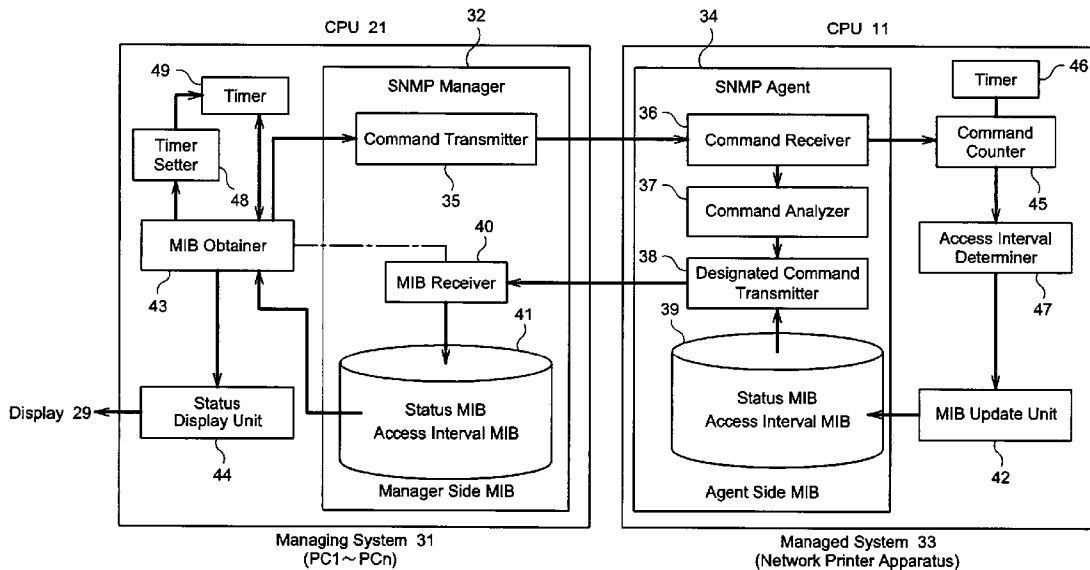 CPU 21
32
49
Timer
Timer
Setter
48
SNMP Manager
Command Transmitter
35
MIB Obtainer
43
40
MIB Receiver
41
Status MIB
Access Interval MIB
Manager Side MIB
Status
Display Unit
44
Display 29
Managing System 31
(PC1～PCn)
CPU 11
34
SNMP Agent
36
Command Receiver
37
Command Analyzer
38
Designated Command
Transmitter
39
Status MIB
Access Interval MIB
Agent Side MIB
46
Timer
Command
Counter
45
Access Interval
Determiner
47
MIB Update Unit
42
Managed System 33
(Network Printer Apparatus)